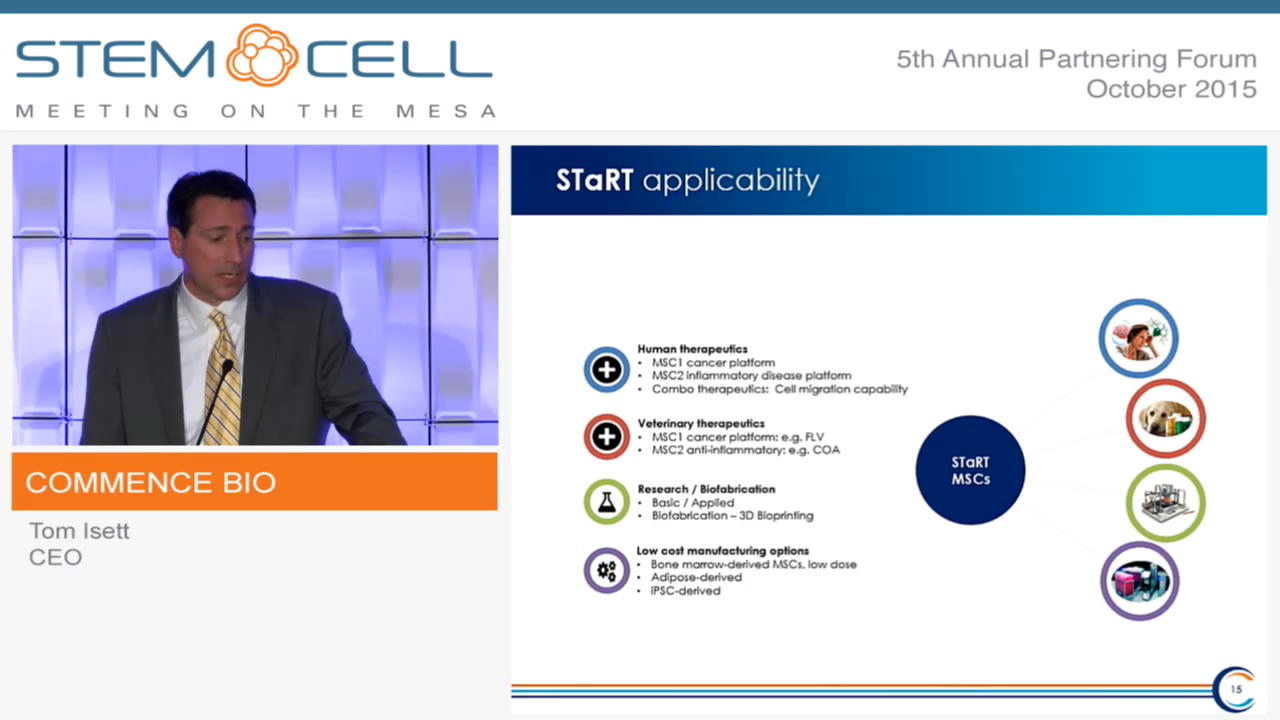 STEM CELL
MEETING ON THE MESA
5th Annual Partnering Forum
October 2015
COMMENCE BIO
Tom Isett
CEO
STaRT applicability
Human therapeutics
• MSC1 cancer platform
• MSC2 inflammatory disease platform
• Combo therapeutics: Cell migration capability
Veterinary therapeutics
• MSC1 cancer platform: e.g. FLV
• MSC2 anti-inflammatory: e.g. COA
Research / Biofabrication
• Basic / Applied
• Biofabrication – 3D Bioprinting
Low cost manufacturing options
• Bone marrow-derived MSCs, low dose
• Adipose-derived
• iPSC-derived
STaRT
MSCs
15